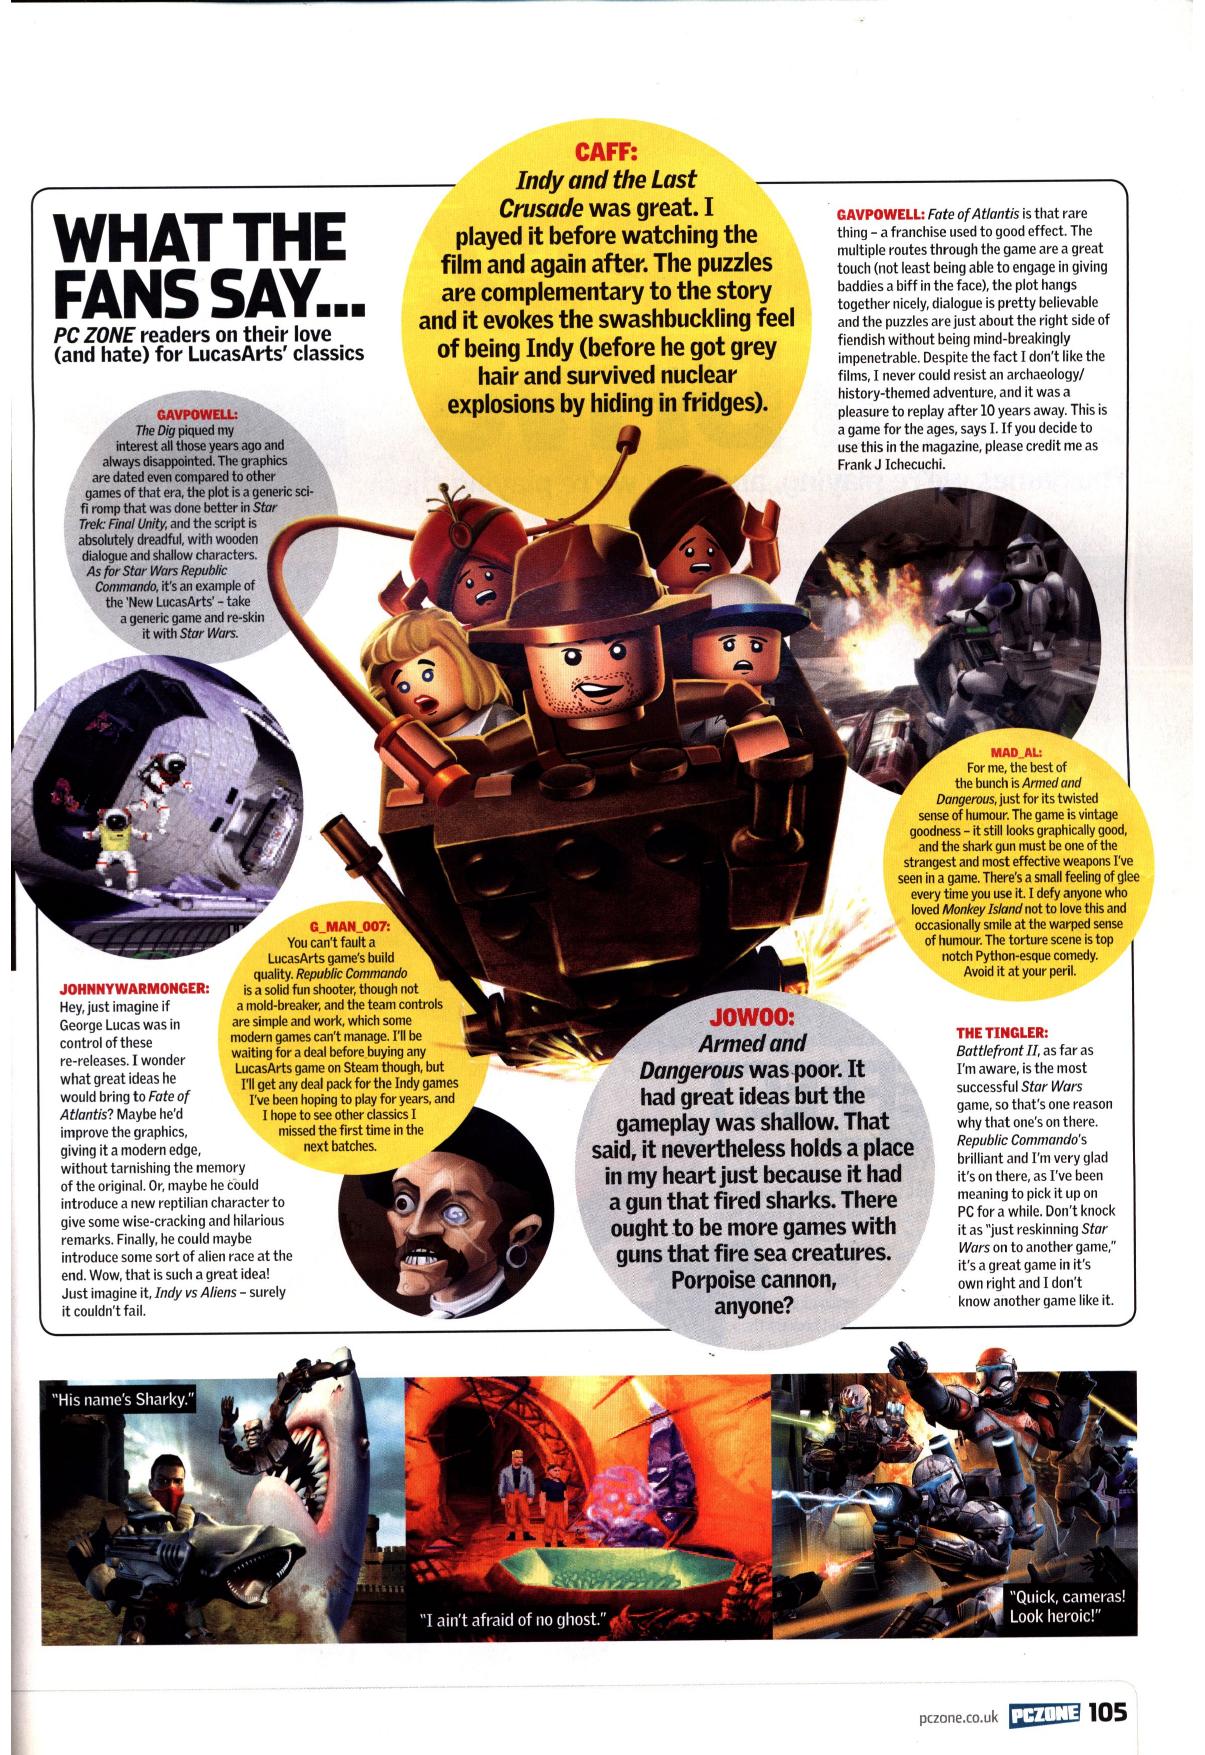 WHAT THE
FANS SAY...
PC ZONE readers on their love
(and hate) for LucasArts' classics
CAFF:
Indy and the Last
Crusade was great. I
played it before watching the
film and again after. The puzzles
are complementary to the story
and it evokes the swashbuckling feel
of being Indy (before he got grey
hair and survived nuclear
explosions by hiding in fridges).
GAVPOWELL: Fate of Atlantis is that rare
thing – a franchise used to good effect. The
multiple routes through the game are a great
touch (not least being able to engage in giving
baddies a biff in the face), the plot hangs
together nicely, dialogue is pretty believable
and the puzzles are just about the right side of
fiendish without being mind-breakingly
impenetrable. Despite the fact I don't like the
films, I never could resist an archaeology/
history-themed adventure, and it was a
pleasure to replay after 10 years away. This is
a game for the ages, says I. If you decide to
use this in the magazine, please credit me as
Frank J Ichecuchi.
GAVPOWELL:
The Dig piqued my
interest all those years ago and
always disappointed. The graphics
are dated even compared to other
games of that era, the plot is a generic sci-
fi romp that was done better in Star
Trek: Final Unity, and the script is
absolutely dreadful, with wooden
dialogue and shallow characters.
As for Star Wars Republic
Commando, it's an example of
the 'New LucasArts' – take
a generic game and re-skin
it with Star Wars.
MAD_AL:
For me, the best of
the bunch is Armed and
Dangerous, just for its twisted
sense of humour. The game is vintage
goodness – it still looks graphically good,
and the shark gun must be one of the
strangest and most effective weapons I've
seen in a game. There's a small feeling of glee
every time you use it. I defy anyone who
loved Monkey Island not to love this and
occasionally smile at the warped sense
of humour. The torture scene is top
notch Python-esque comedy.
Avoid it at your peril.
G_MAN_007:
You can't fault a
LucasArts game's build
quality. Republic Commando
is a solid fun shooter, though not
a mold-breaker, and the team controls
are simple and work, which some
modern games can't manage. I'll be
waiting for a deal before buying any
LucasArts game on Steam though, but
I'll get any deal pack for the Indy games
I've been hoping to play for years, and
I hope to see other classics I
missed the first time in the
next batches.
JOHNNYWARMONGER:
Hey, just imagine if
George Lucas was in
control of these
re-releases. I wonder
what great ideas he
would bring to Fate of
Atlantis? Maybe he'd
improve the graphics,
giving it a modern edge,
without tarnishing the memory
of the original. Or, maybe he could
introduce a new reptilian character to
give some wise-cracking and hilarious
remarks. Finally, he could maybe
introduce some sort of alien race at the
end. Wow, that is such a great idea!
Just imagine it, Indy vs Aliens – surely
it couldn't fail.
JOWOO:
Armed and
Dangerous was poor. It
had great ideas but the
gameplay was shallow. That
said, it nevertheless holds a place
in my heart just because it had
a gun that fired sharks. There
ought to be more games with
guns that fire sea creatures.
Porpoise cannon,
anyone?
THE TINGLER:
Battlefront II, as far as
I'm aware, is the most
successful Star Wars
game, so that's one reason
why that one's on there.
Republic Commando's
brilliant and I'm very glad
it's on there, as I've been
meaning to pick it up on
PC for a while. Don't knock
it as "just reskinning Star
Wars on to another game,"
it's a great game in it's
own right and I don't
know another game like it.
"His name's Sharky."
"I ain't afraid of no ghost."
"Quick, cameras!
Look heroic!"
pczone.co.uk PCZONE 105